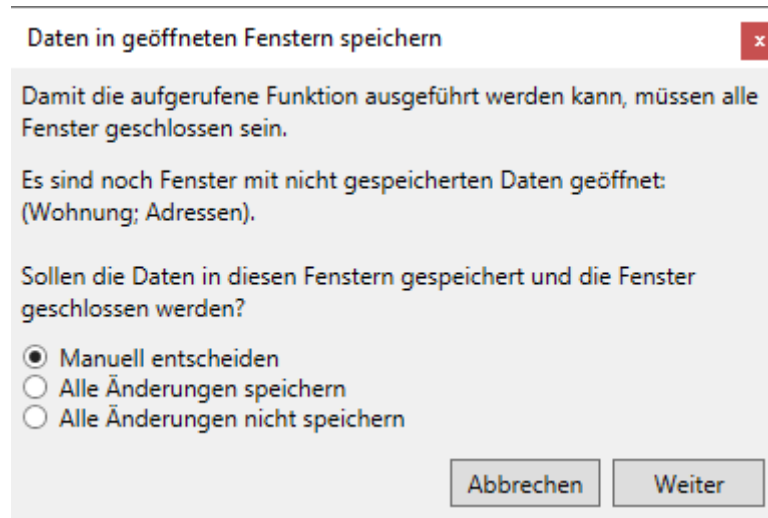 Daten in geöffneten Fenstern speichern
x
Damit die aufgerufene Funktion ausgeführt werden kann, müssen alle
Fenster geschlossen sein.
Es sind noch Fenster mit nicht gespeicherten Daten geöffnet:
(Wohnung; Adressen).
Sollen die Daten in diesen Fenstern gespeichert und die Fenster
geschlossen werden?
Manuell entscheiden
Alle Änderungen speichern
Alle Änderungen nicht speichern
Abbrechen Weiter